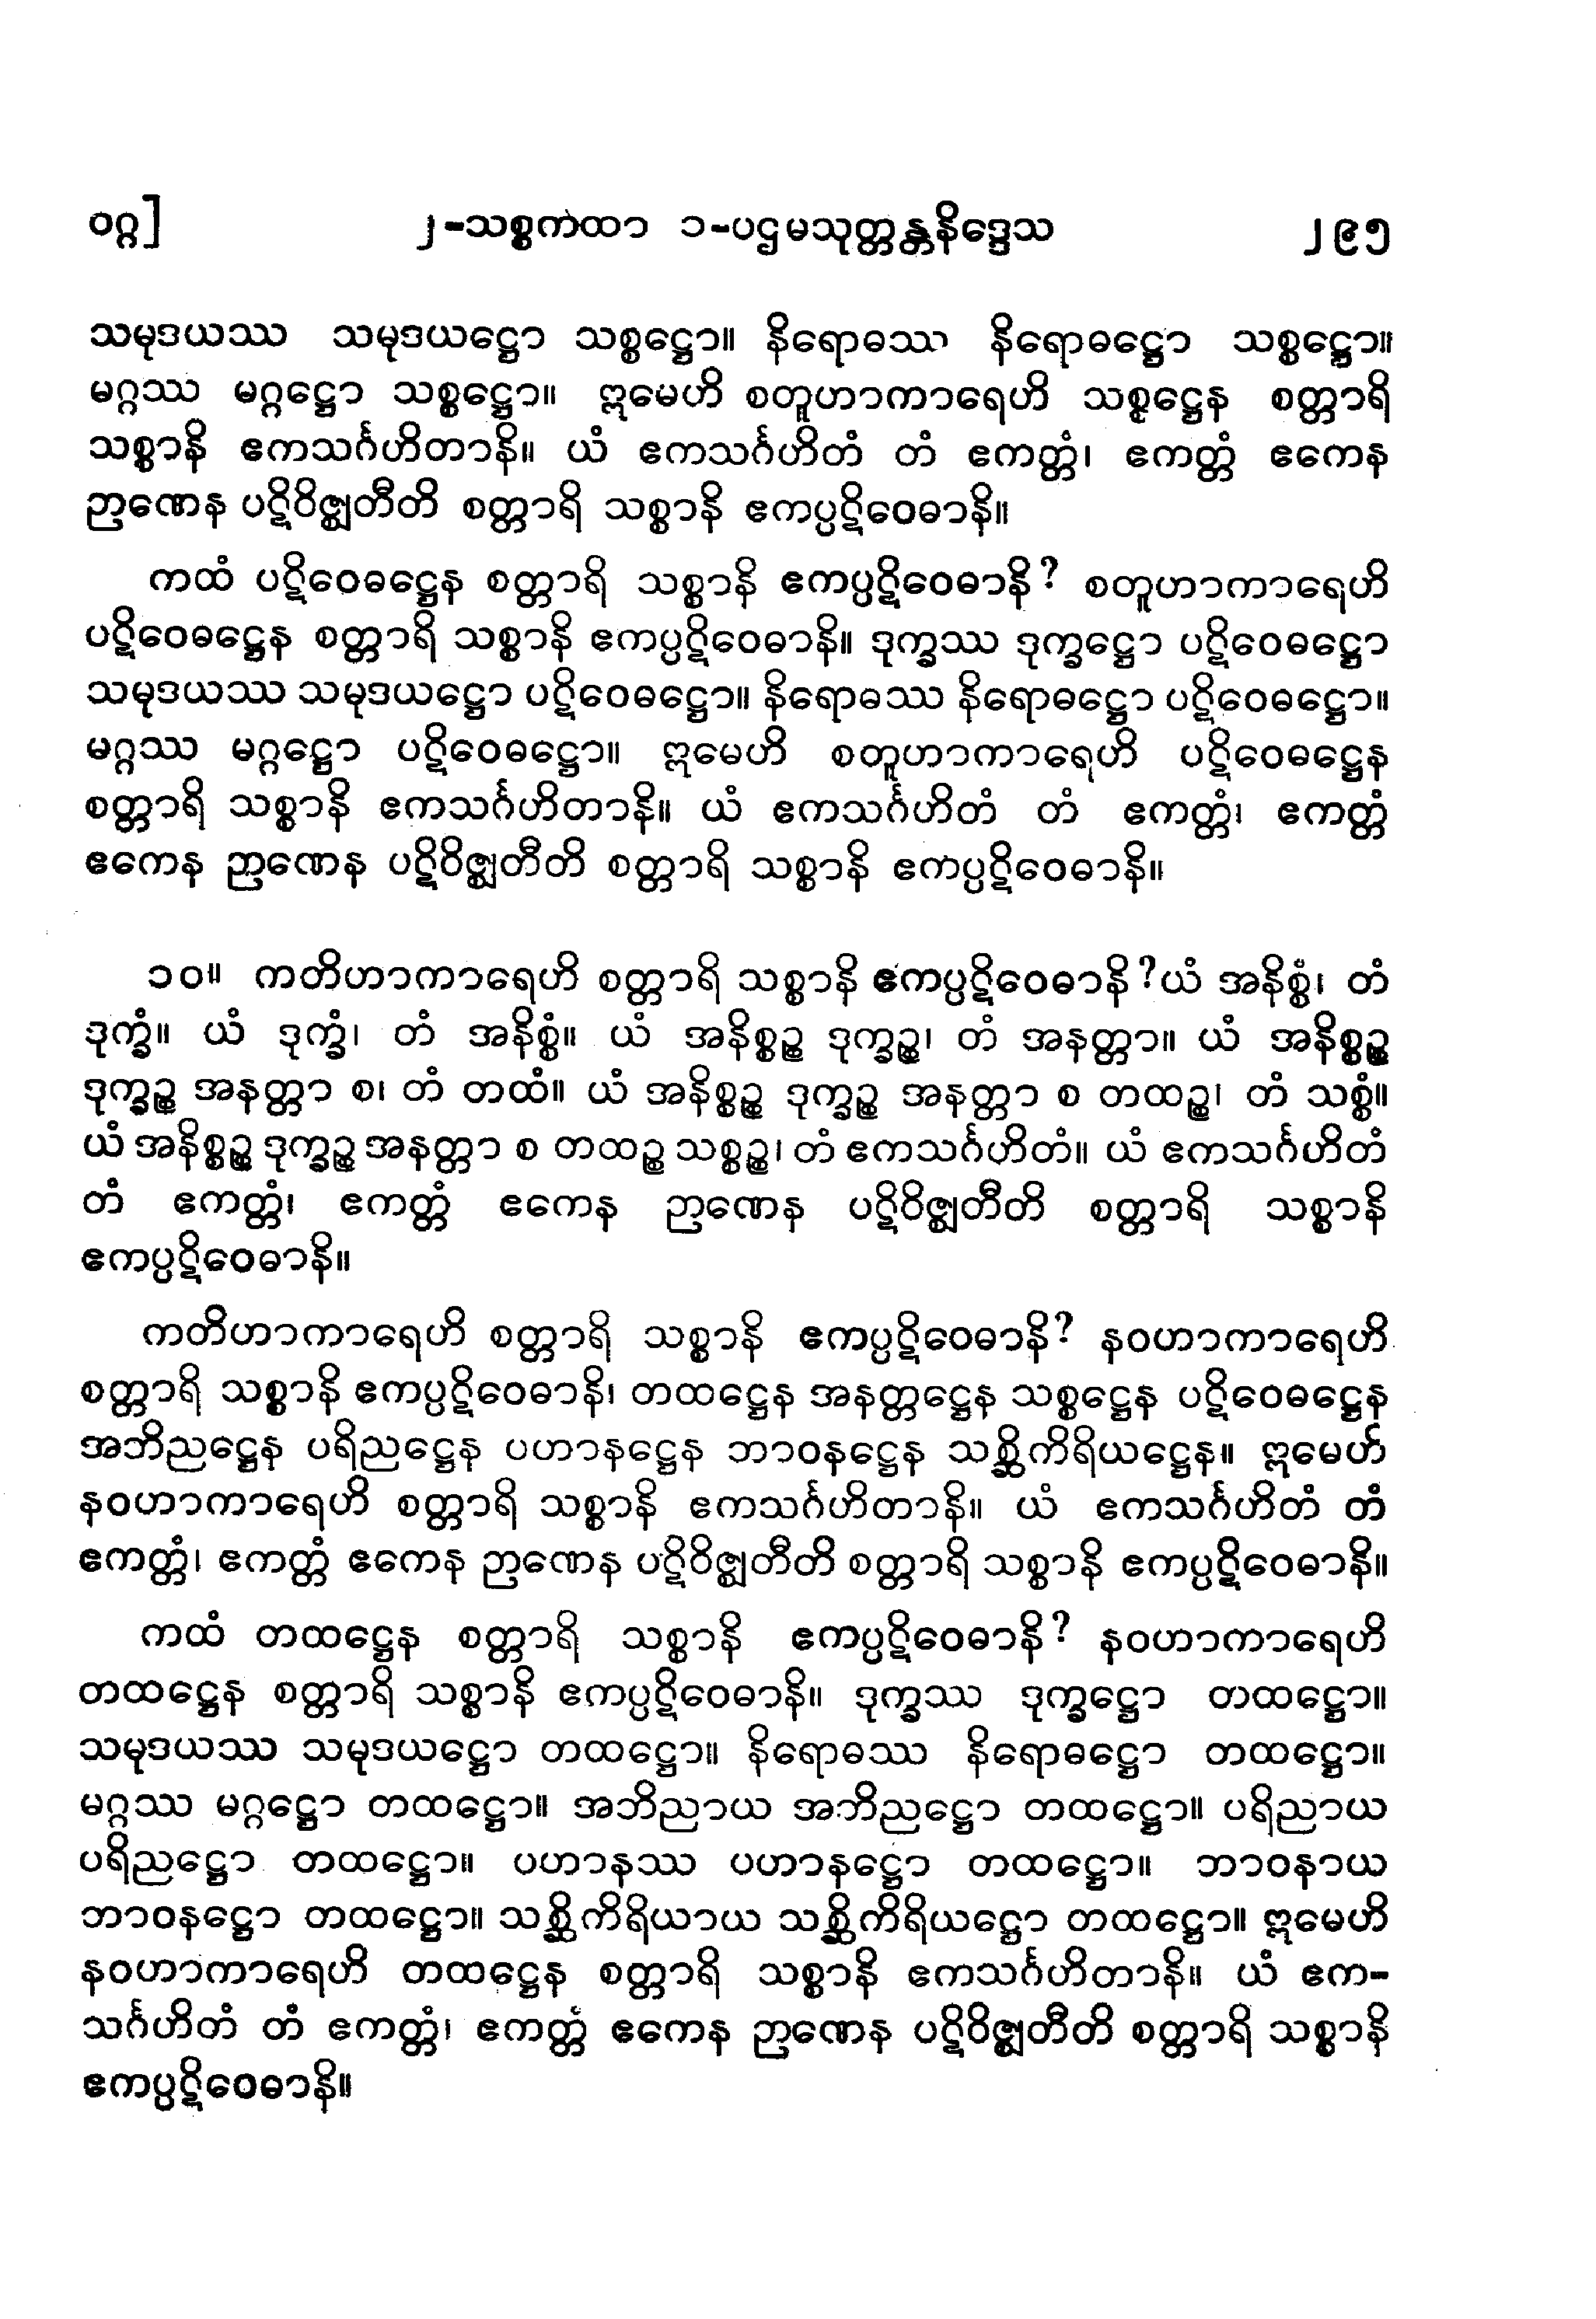 ဝဂ္ဂ] ၂-သစ္စကထာ ၁-ပဌမသုတ္တန္တနိဒ္ဒေသ ၂၉၅
သမုဒယဿ သမုဒယဋ္ဌော သစ္စဋ္ဌော။ နိရောဓဿ နိရောဓဋ္ဌော သစ္စဋ္ဌော။
မဂ္ဂဿ မဂ္ဂဋ္ဌော သစ္စဋ္ဌော။ ဣမေဟိ စတူဟာကာရေဟိ သစ္စဋ္ဌေန စတ္တာရိ
သစ္စာနိ ဧကသင်္ဂဟိတာနိ။ ယံ ဧကသင်္ဂဟိတံ တံ ဧကတ္တံ၊ ဧကတ္တံ ဧကေန
ဉာဏေန ပဋိဝိဇ္ဈတီတိ စတ္တာရိ သစ္စာနိ ဧကပ္ပဋိဝေဓာနိ။
ကထံ ပဋိဝေဓဋ္ဌေန စတ္တာရိ သစ္စာနိ ဧကပ္ပဋိဝေဓာနိ? စတူဟာကာရေဟိ
ပဋိဝေဓဋ္ဌေန စတ္တာရိ သစ္စာနိ ဧကပ္ပဋိဝေဓာနိ။ ဒုက္ခဿ ဒုက္ခဋ္ဌော ပဋိဝေဓဋ္ဌော
သမုဒယဿ သမုဒယဋ္ဌော ပဋိဝေဓဋ္ဌော။ နိရောဓဿ နိရောဓဋ္ဌော ပဋိဝေဓဋ္ဌော။
မဂ္ဂဿ မဂ္ဂဋ္ဌော ပဋိဝေဓဋ္ဌော။ ဣမေဟိ စတူဟာကာရေဟိ ပဋိဝေဓဋ္ဌေန
စတ္တာရိ သစ္စာနိ ဧကသင်္ဂဟိတာနိ။ ယံ ဧကသင်္ဂဟိတံ တံ ဧကတ္တံ၊ ဧကတ္တံ
ဧကေန ဉာဏေန ပဋိဝိဇ္ဈတီတိ စတ္တာရိ သစ္စာနိ ဧကပ္ပဋိဝေဓာနိ။
၁၀။ ကတိဟာကာရေဟိ စတ္တာရိ သစ္စာနိ ဧကပ္ပဋိဝေဓာနိ?ယံ အနိစ္စံ၊ တံ
ဒုက္ခံ။ ယံ ဒုက္ခံ၊ တံ အနိစ္စံ။ ယံ အနိစ္စဉ္စ ဒုက္ခဉ္စ၊ တံ အနတ္တာ။ ယံ အနိစ္စဉ္စ
ဒုက္ခဉ္စ အနတ္တာ စ၊ တံ တထံ။ ယံ အနိစ္စဉ္စ ဒုက္ခဉ္စ အနတ္တာ စ တထဉ္စ၊ တံ သစ္စံ။
ယံ အနိစ္စဉ္စ ဒုက္ခဉ္စ အနတ္တာ စ တထဉ္စ သစ္စဉ္စ၊ တံ ဧကသင်္ဂဟိတံ။ ယံ ဧကသင်္ဂဟိတံ
တံ ဧကတ္တံ၊ ဧကတ္တံ ဧကေန ဉာဏေန ပဋိဝိဇ္ဈတီတိ စတ္တာရိ သစ္စာနိ
ဧကပ္ပဋိဝေဓာနိ။
ကတိဟာကာရေဟိ စတ္တာရိ သစ္စာနိ ဧကပ္ပဋိဝေဓာနိ? နဝဟာကာရေဟိ
စတ္တာရိ သစ္စာနိ ဧကပ္ပဋိဝေဓာနိ၊ တထဋ္ဌေန အနတ္တဋ္ဌေန သစ္စဋ္ဌေန ပဋိဝေဓဋ္ဌေန
အဘိညဋ္ဌေန ပရိညဋ္ဌေန ပဟာနဋ္ဌေန ဘာဝနဋ္ဌေန သစ္ဆိကိရိယဋ္ဌေန။ ဣမေဟိ
နဝဟာကာရေဟိ စတ္တာရိ သစ္စာနိ ဧကသင်္ဂဟိတာနိ။ ယံ ဧကသင်္ဂဟိတံ တံ
ဧကတ္တံ၊ ဧကတ္တံ ဧကေန ဉာဏေန ပဋိဝိဇ္ဈတီတိ စတ္တာရိ သစ္စာနိ ဧကပ္ပဋိဝေဓာနိ။
ကထံ တထဋ္ဌေန စတ္တာရိ သစ္စာနိ ဧကပ္ပဋိဝေဓာနိ? နဝဟာကာရေဟိ
တထဋ္ဌေန စတ္တာရိ သစ္စာနိ ဧကပ္ပဋိဝေဓာနိ။ ဒုက္ခဿ ဒုက္ခဋ္ဌော တထဋ္ဌော။
သမုဒယဿ သမုဒယဋ္ဌော တထဋ္ဌော။ နိရောဓဿ နိရောဓဋ္ဌော တထဋ္ဌော။
မဂ္ဂဿ မဂ္ဂဋ္ဌော တထဋ္ဌော။ အဘိညာယ အဘိညဋ္ဌော တထဋ္ဌော။ ပရိညာယ
ပရိညဋ္ဌော တထဋ္ဌော။ ပဟာနဿ ပဟာနဋ္ဌော တထဋ္ဌော။ ဘာဝနာယ
ဘာဝနဋ္ဌော တထဋ္ဌော။ သစ္ဆိကိရိယာယ သစ္ဆိကိရိယဋ္ဌော တထဋ္ဌော။ ဣမေဟိ
နဝဟာကာရေဟိ တထဋ္ဌေန စတ္တာရိ သစ္စာနိ ဧကသင်္ဂဟိတာနိ။ ယံ ဧက-
သင်္ဂဟိတံ တံ ဧကတ္တံ၊ ဧကတ္တံ ဧကေန ဉာဏေန ပဋိဝိဇ္ဈတီတိ စတ္တာရိ သစ္စာနိ
ဧကပ္ပဋိဝေဓာနိ။